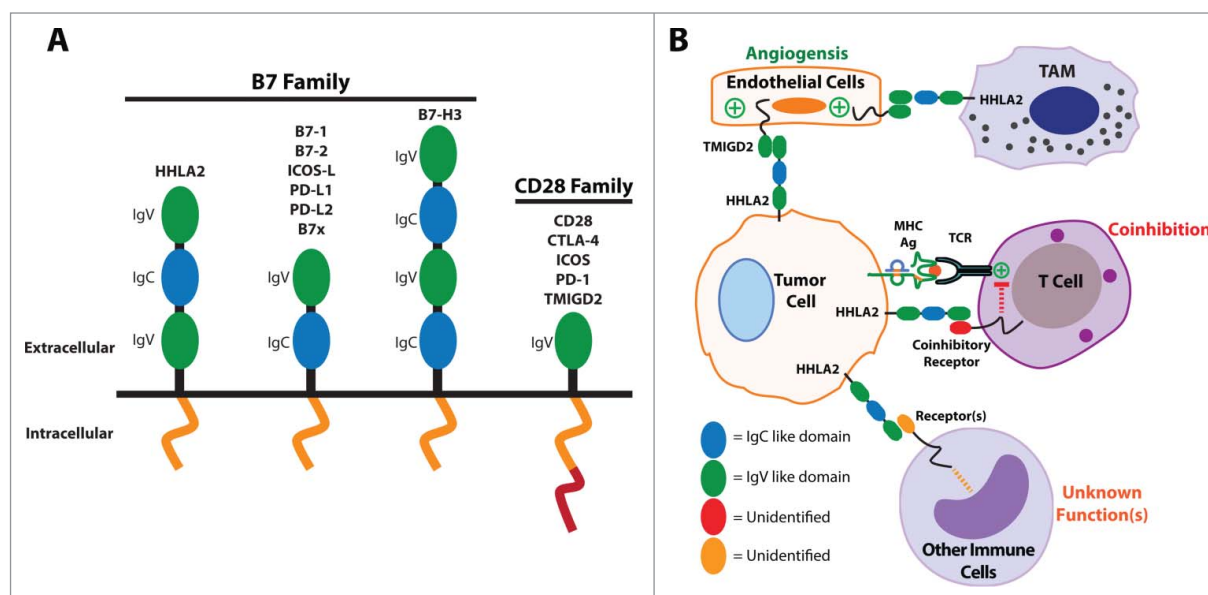 A
B7 Family
HHLA2
IgV
IgC
IgV
B7-1
B7-2
ICOS-L
PD-L1
PD-L2
B7x
IgV
IgC
B7-H3
IgV
IgC
IgV
IgC
CD28 Family
CD28
CTLA-4
ICOS
PD-1
TMIGD2
IgV
Extracellular
Intracellular
B
Angiogensis
Endothelial Cells
TMIGD2
HHLA2
TAM
HHLA2
Tumor
Cell
MHC
Ag
TCR
Coinhibition
T Cell
HHLA2
Coinhibitory
Receptor
HHLA2
Receptor(s)
Other Immune
Cells
Unknown
Function(s)
= IgC like domain
= IgV like domain
= Unidentified
= Unidentified